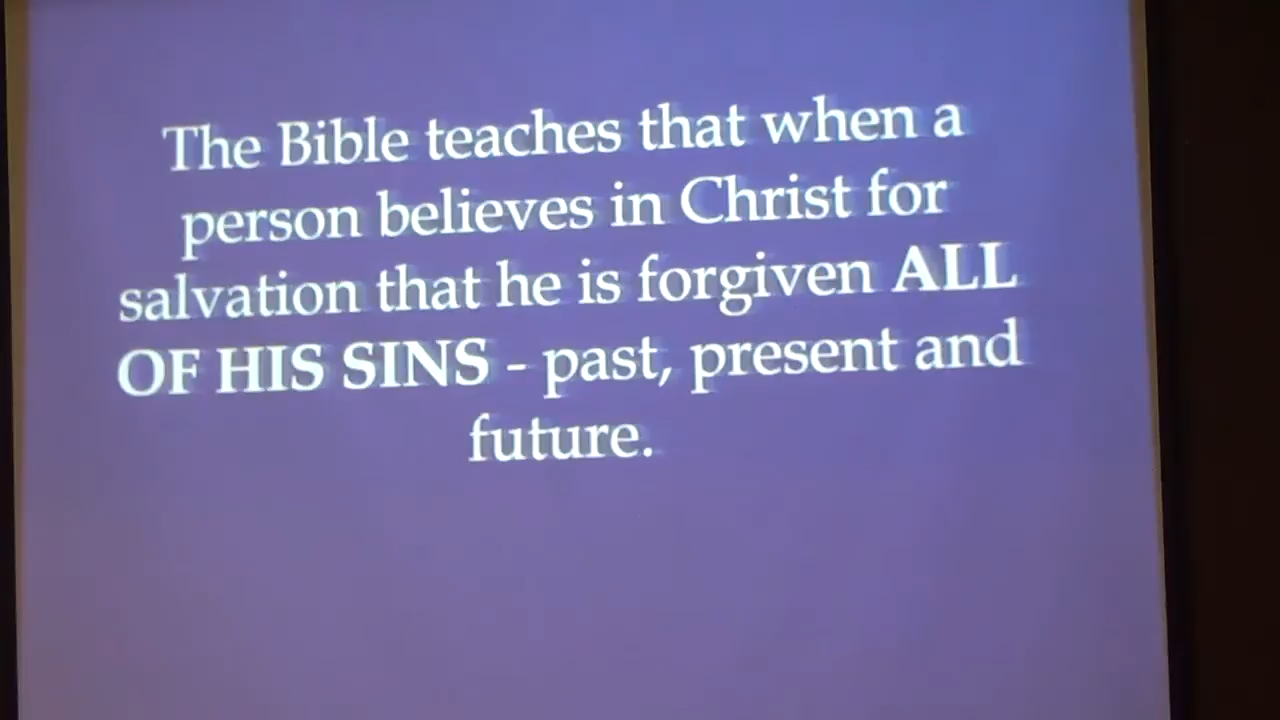 The Bible teaches that when a
person believes in Christ for
salvation that he is forgiven ALL
OF HIS SINS - past, present and
future.